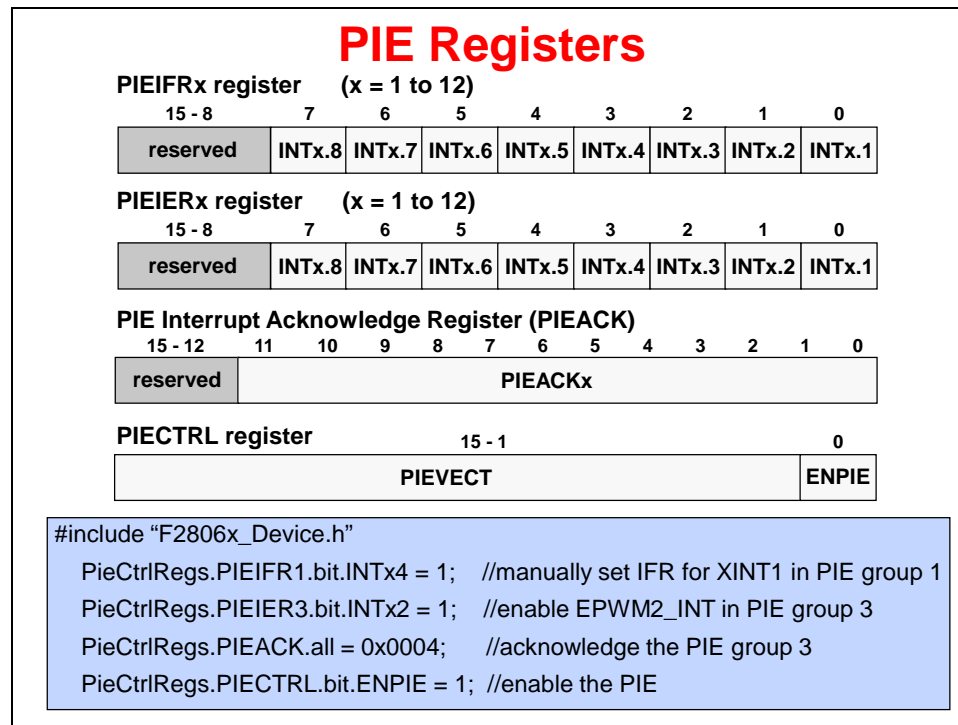 PIE Registers
PIEIFRx register (x = 1 to 12)
15 - 8 7 6 5 4 3 2 1 0
reserved INTx.8 INTx.7 INTx.6 INTx.5 INTx.4 INTx.3 INTx.2 INTx.1
PIEIERx register (x = 1 to 12)
15 - 8 7 6 5 4 3 2 1 0
reserved INTx.8 INTx.7 INTx.6 INTx.5 INTx.4 INTx.3 INTx.2 INTx.1
PIE Interrupt Acknowledge Register (PIEACK)
15 - 12 11 10 9 8 7 6 5 4 3 2 1 0
reserved PIEACKx
PIECTRL register 15 - 1 0
PIEVECT ENPIE
#include “F2806x_Device.h”
PieCtrlRegs.PIEIFR1.bit.INTx4 = 1; //manually set IFR for XINT1 in PIE group 1
PieCtrlRegs.PIEIER3.bit.INTx2 = 1; //enable EPWM2_INT in PIE group 3
PieCtrlRegs.PIEACK.all = 0x0004; //acknowledge the PIE group 3
PieCtrlRegs.PIECTRL.bit.ENPIE = 1; //enable the PIE